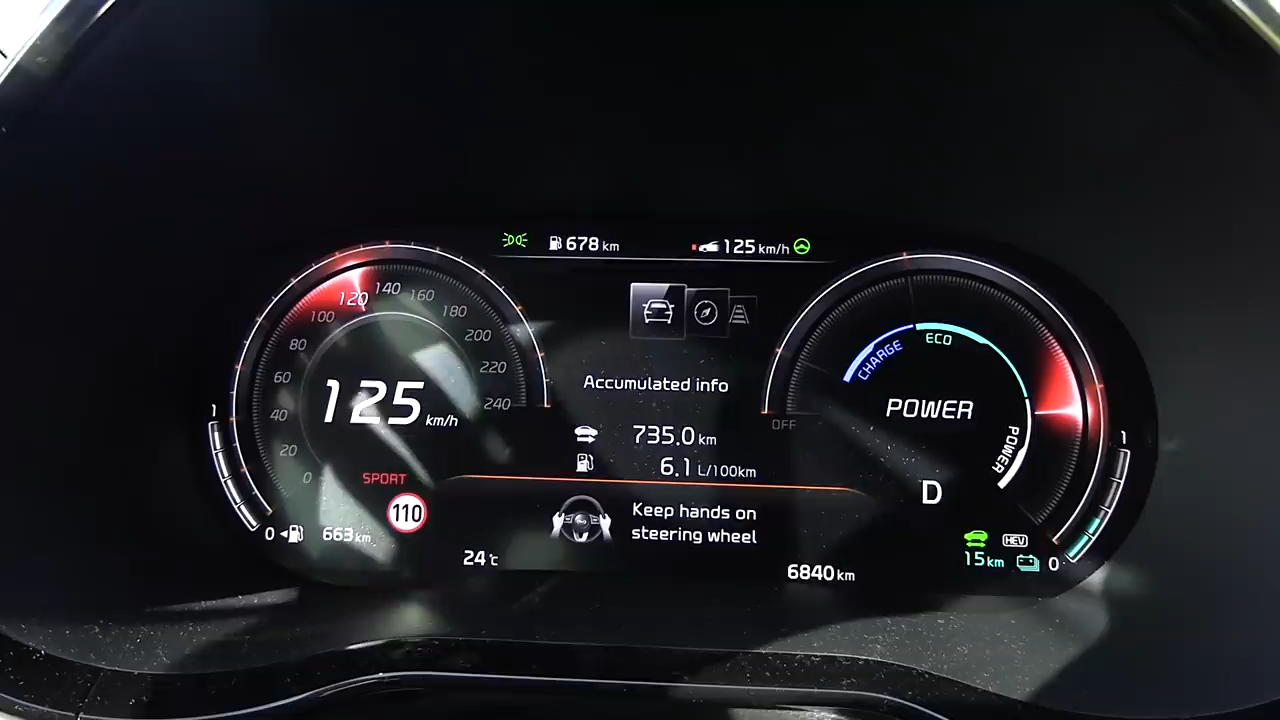 678 km
125 km/h
0
20
40
60
80
100
120
140
160
180
200
220
240
125 km/h
SPORT
110
1
0
663 km
24℃
Accumulated info
735.0 km
6.1 L/100km
Keep hands on
steering wheel
6840 km
OFF
CHARGE
ECO
POWER
POWER
D
HEV
15 km
1
0